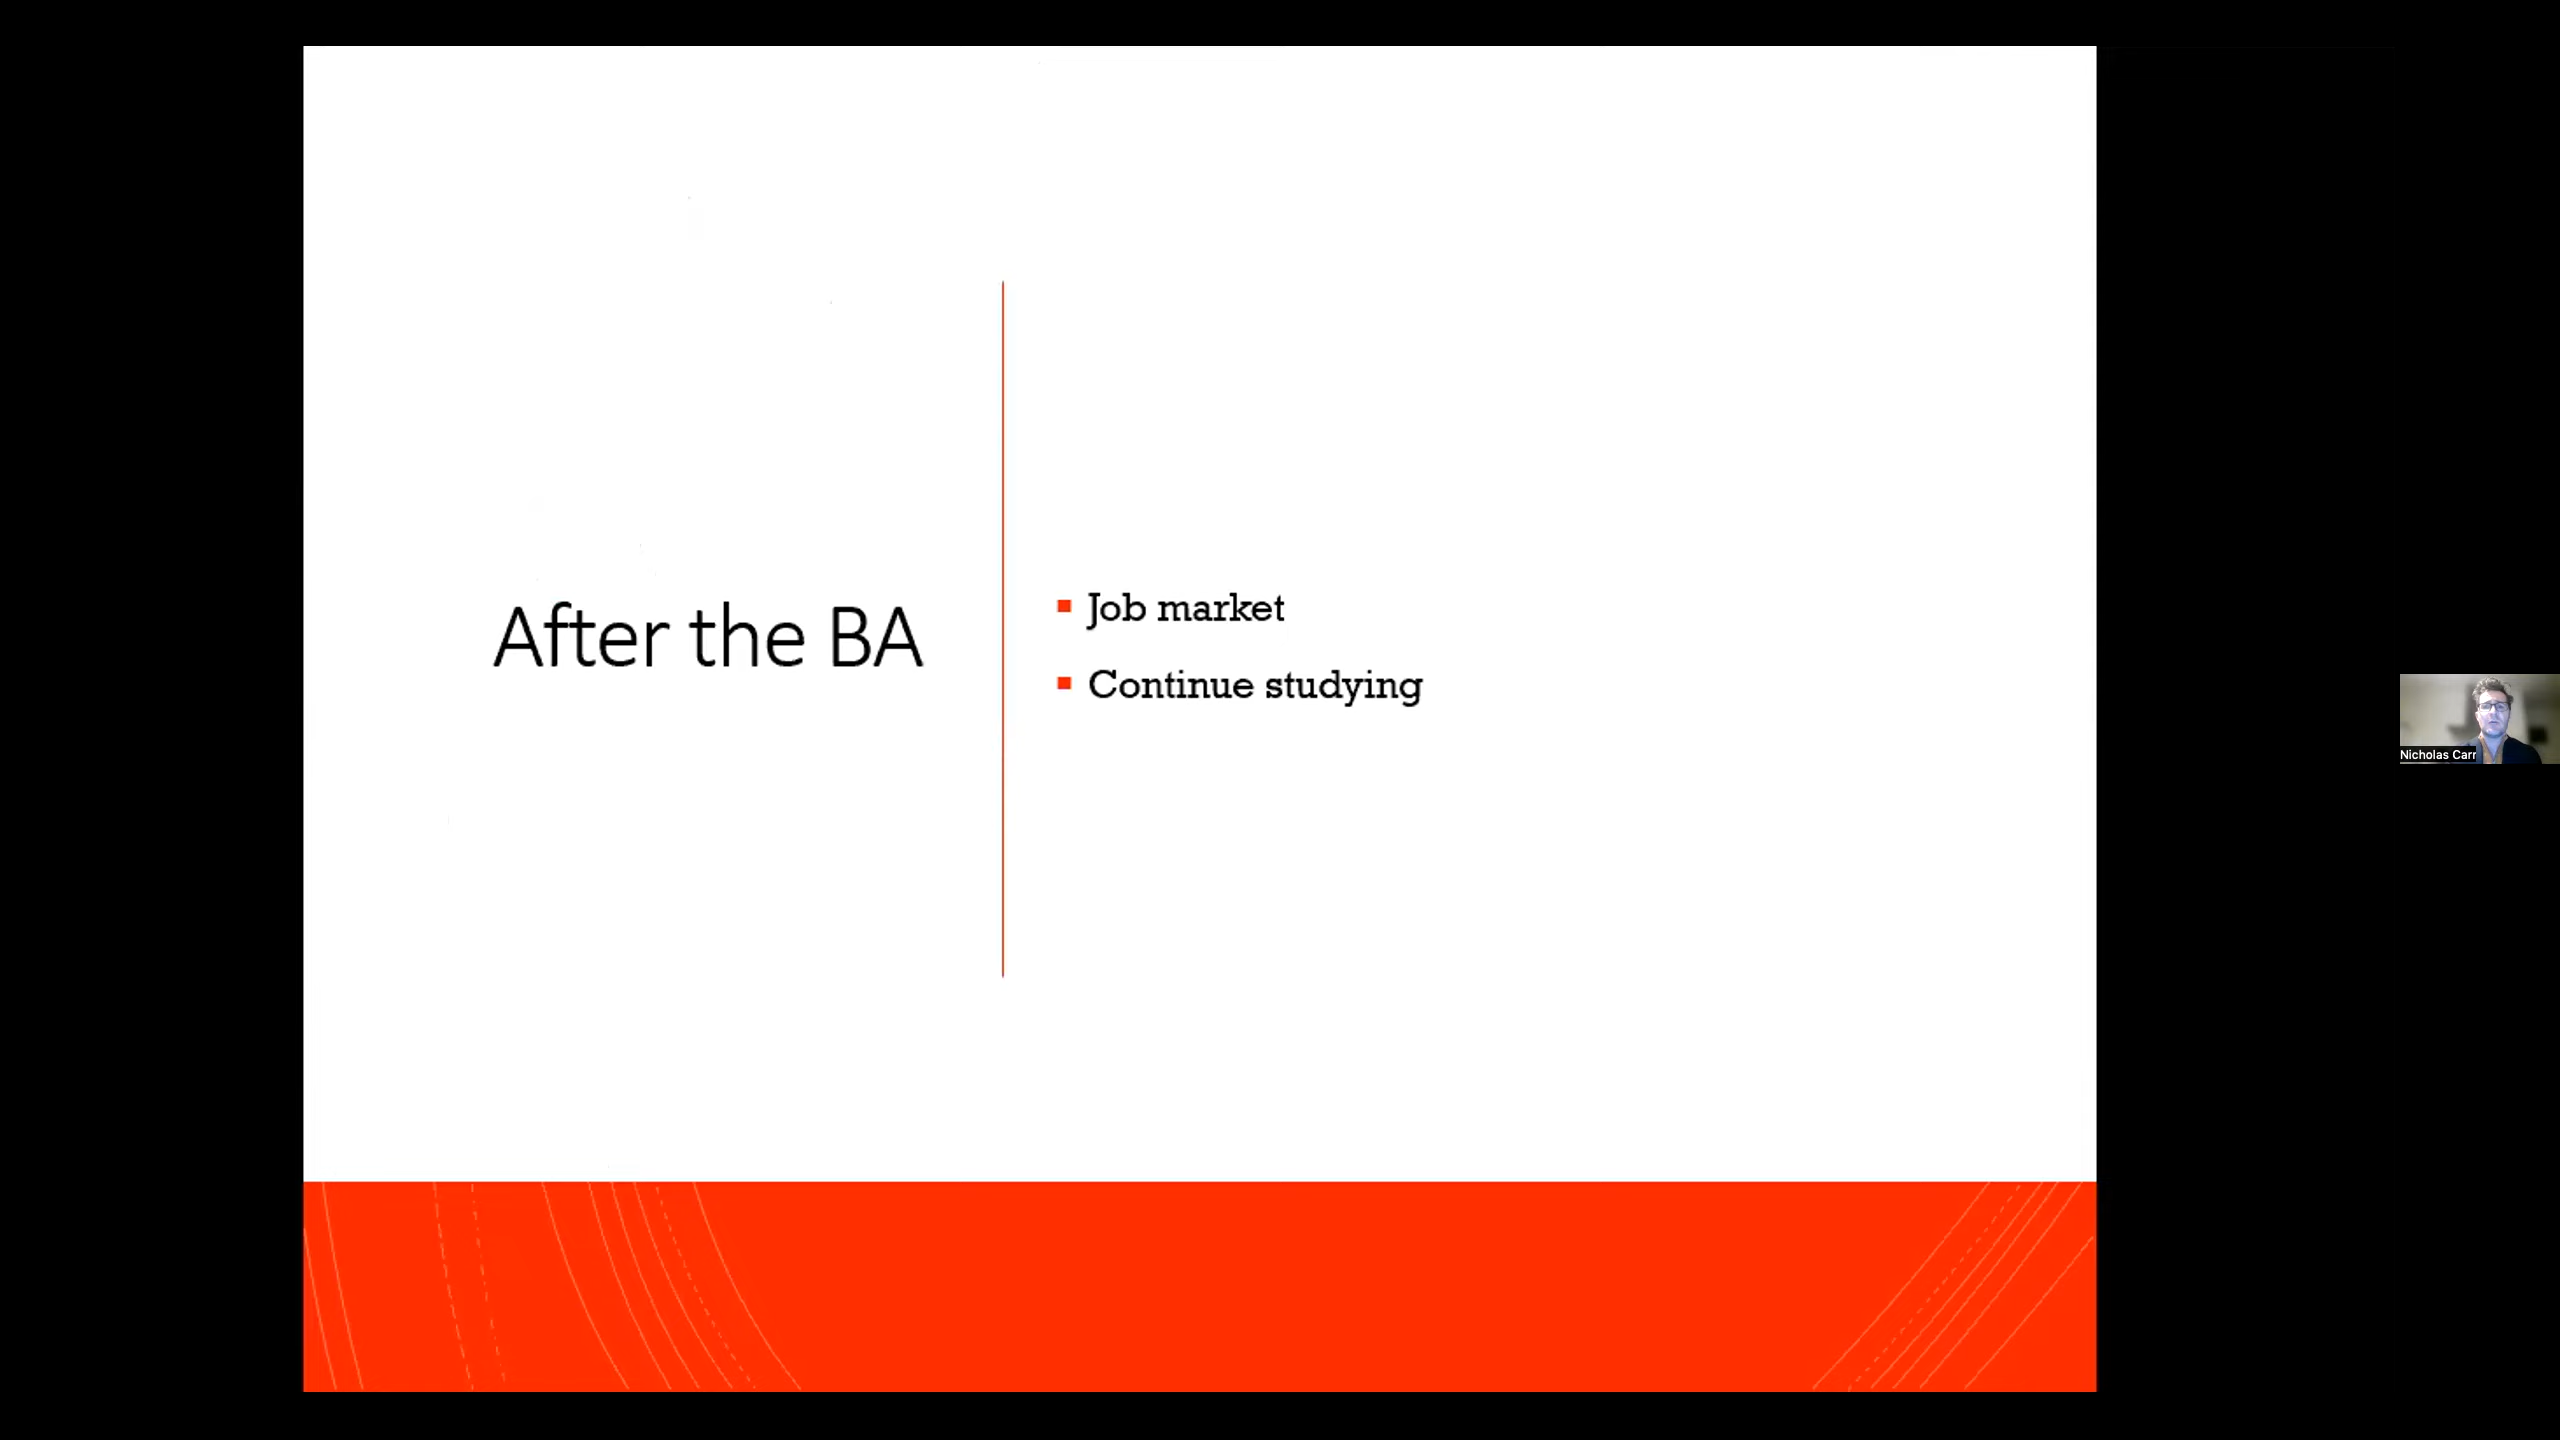 After the BA
Job market
Continue studying
Nicholas Carr